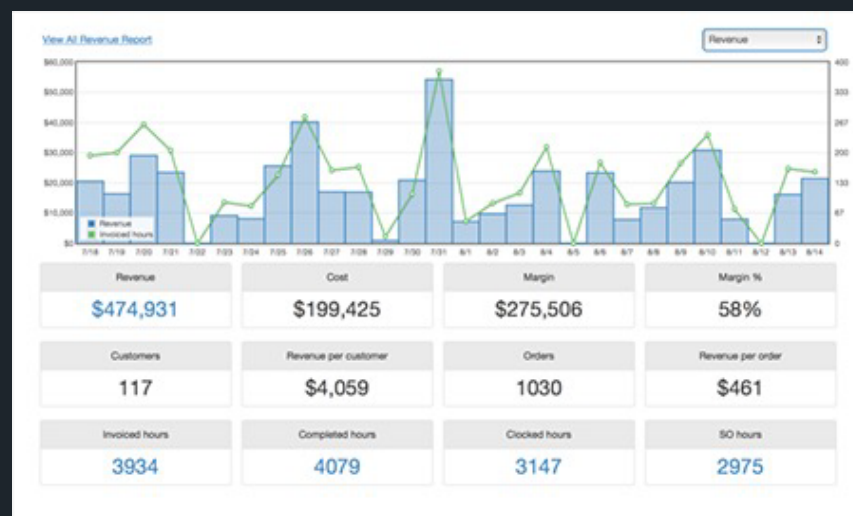 View All Revenue Report
Revenue
$60,000
400
$50,000
333
$40,000
267
$30,000
200
$20,000
133
$10,000
67
Revenue
Invoiced hours
$0
0
7/18 7/19 7/20 7/21 7/22 7/23 7/24 7/25 7/26 7/27 7/28 7/29 7/30 7/31 8/1 8/2 8/3 8/4 8/5 8/6 8/7 8/8 8/9 8/10 8/11 8/12 8/13 8/14
Revenue Cost Margin Margin %
$474,931 $199,425 $275,506 58%
Customers Revenue per customer Orders Revenue per order
117 $4,059 1030 $461
Invoiced hours Completed hours Clocked hours SO hours
3934 4079 3147 2975